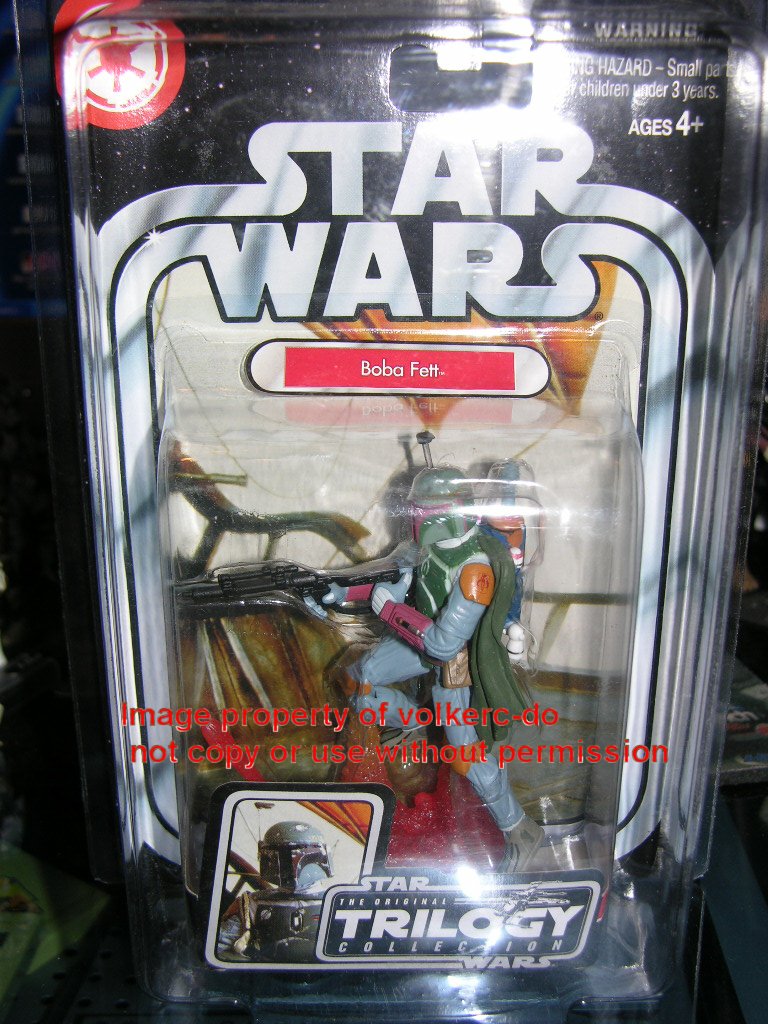 WARNING
NG HAZARD – Small pa
children under 3 years.
AGES 4+
STAR
WARS®
Boba Fett™
Image property of volkerc-do
not copy or use without permission
STAR
THE ORIGINAL
TRILOGY
COLLECTION
WARS